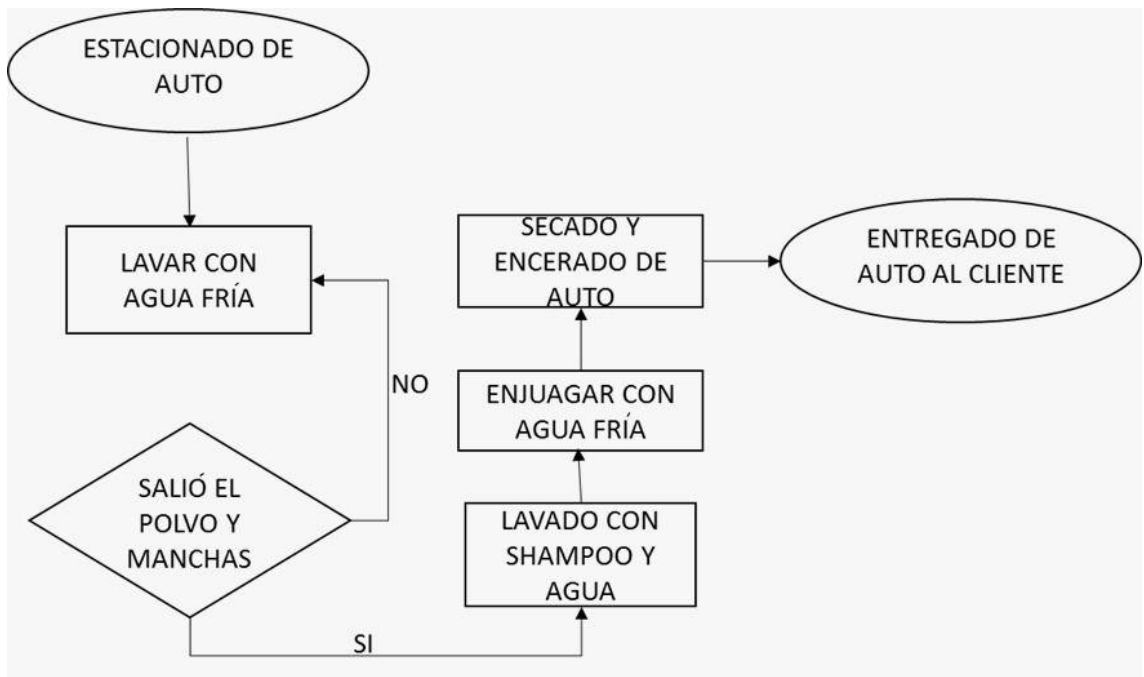 ESTACIONADO DE
AUTO
LAVAR CON
AGUA FRÍA
NO
SALIÓ EL
POLVO Y
MANCHAS
SI
LAVADO CON
SHAMPOO Y
AGUA
ENJUAGAR CON
AGUA FRÍA
SECADO Y
ENCERADO DE
AUTO
ENTREGADO DE
AUTO AL CLIENTE